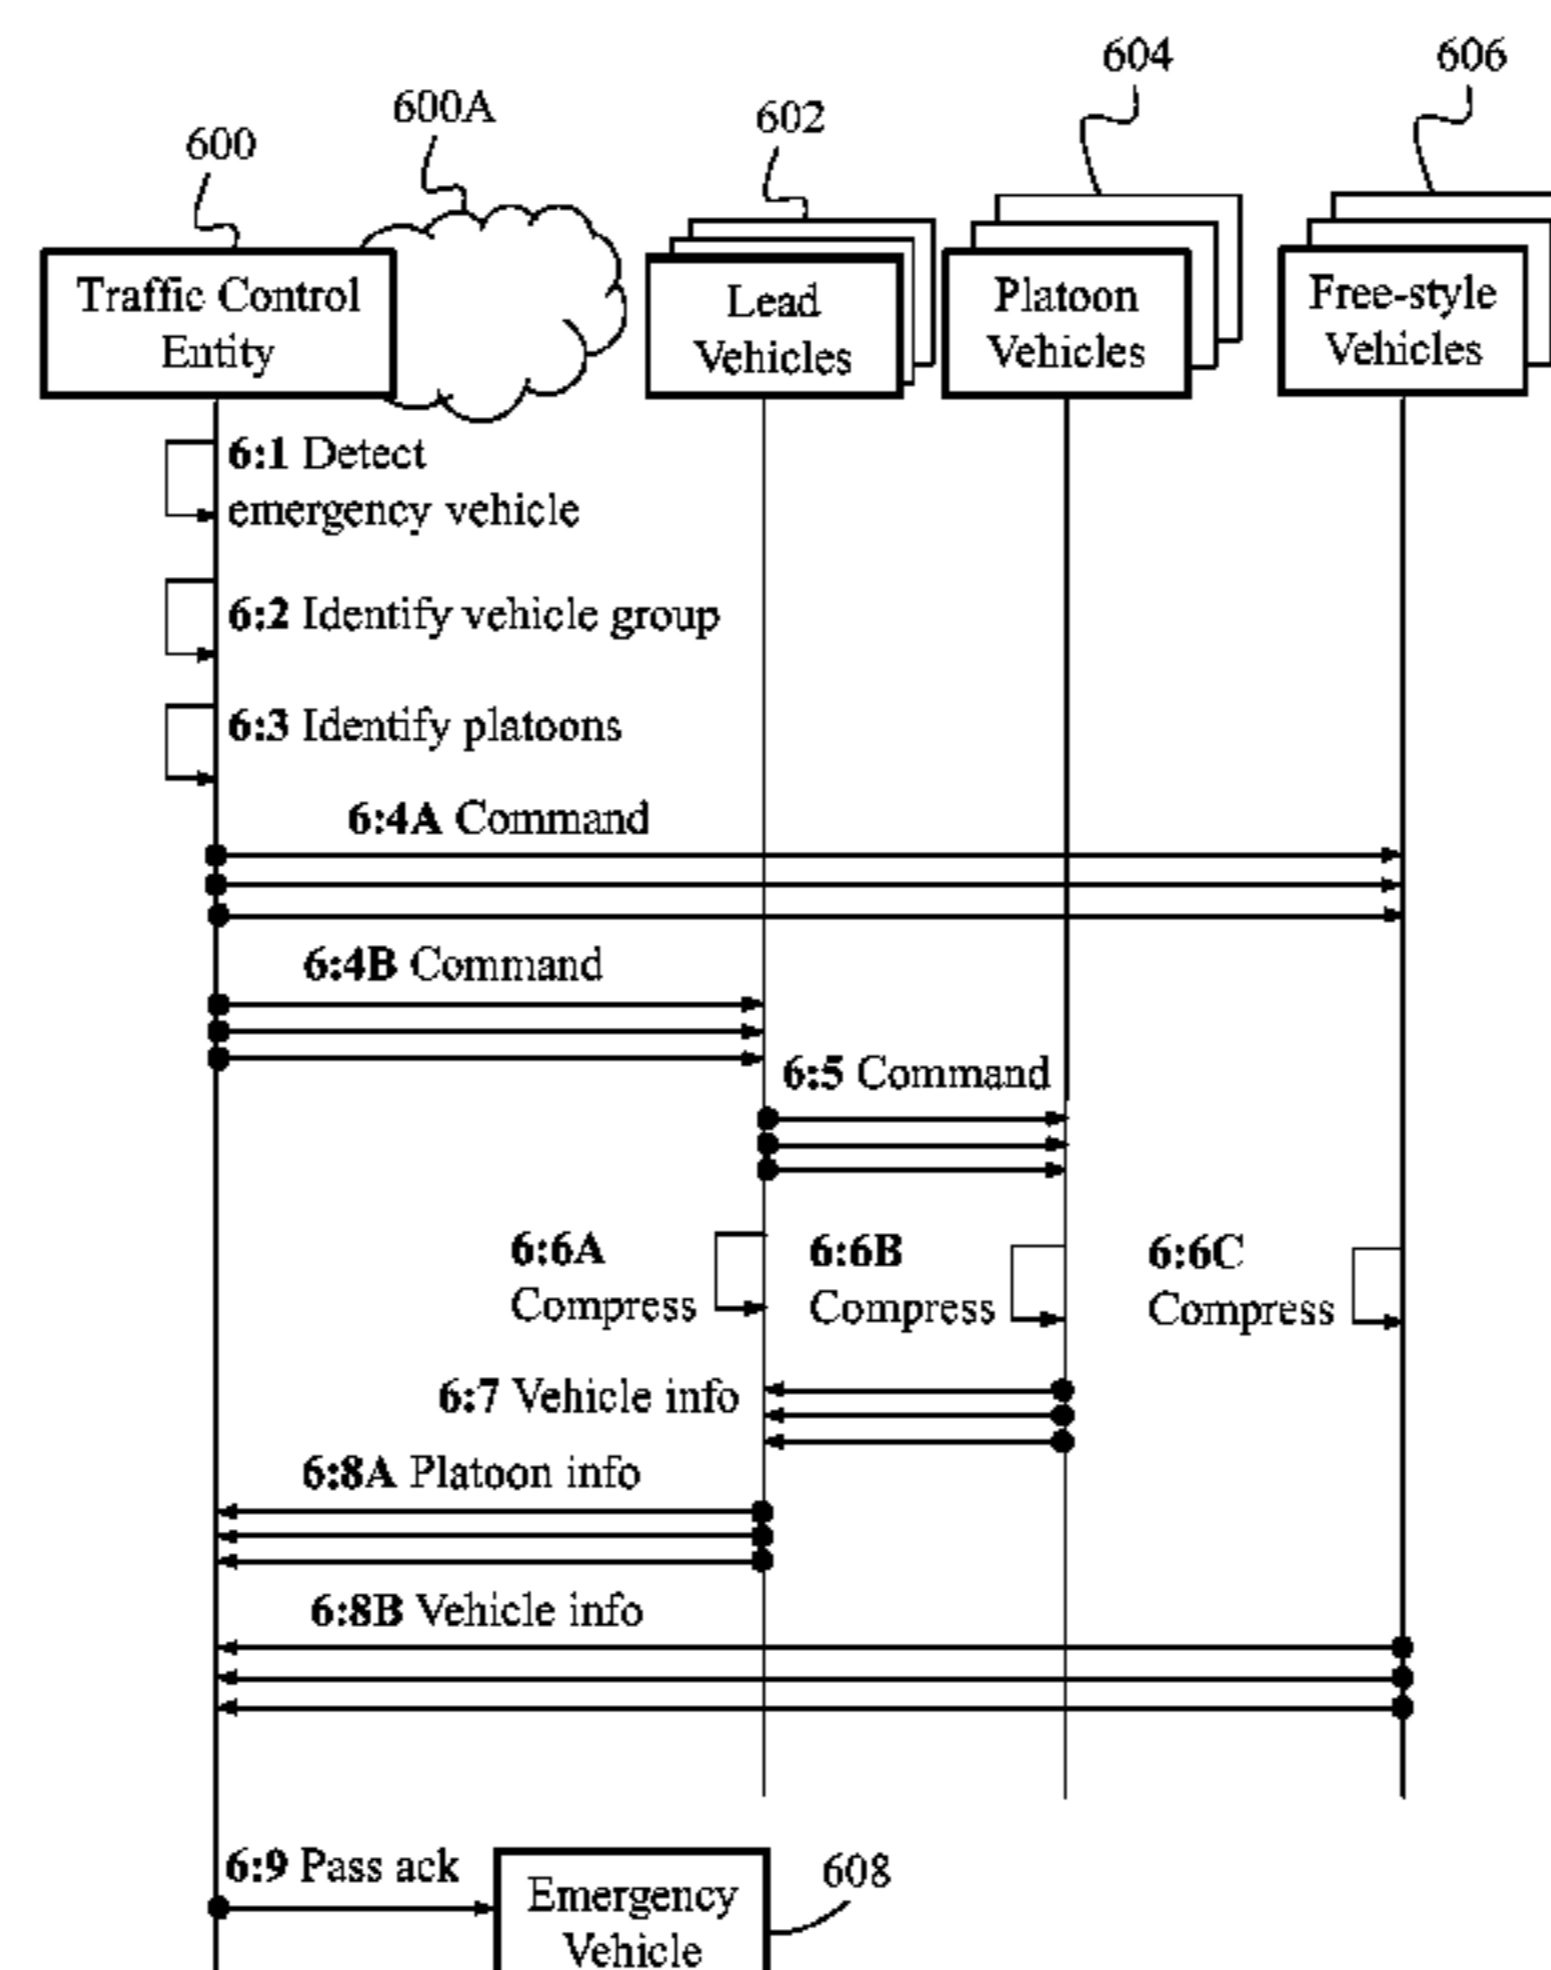 604
606
600A
602
600
Traffic Control
Entity
Lead
Vehicles
Platoon
Vehicles
Free-style
Vehicles
6:1 Detect
emergency vehicle
6:2 Identify vehicle group
6:3 Identify platoons
6:4A Command
6:4B Command
6:5 Command
6:6A
Compress
6:6B
Compress
6:6C
Compress
6:7 Vehicle info
6:8A Platoon info
6:8B Vehicle info
6:9 Pass ack
Emergency
Vehicle
608